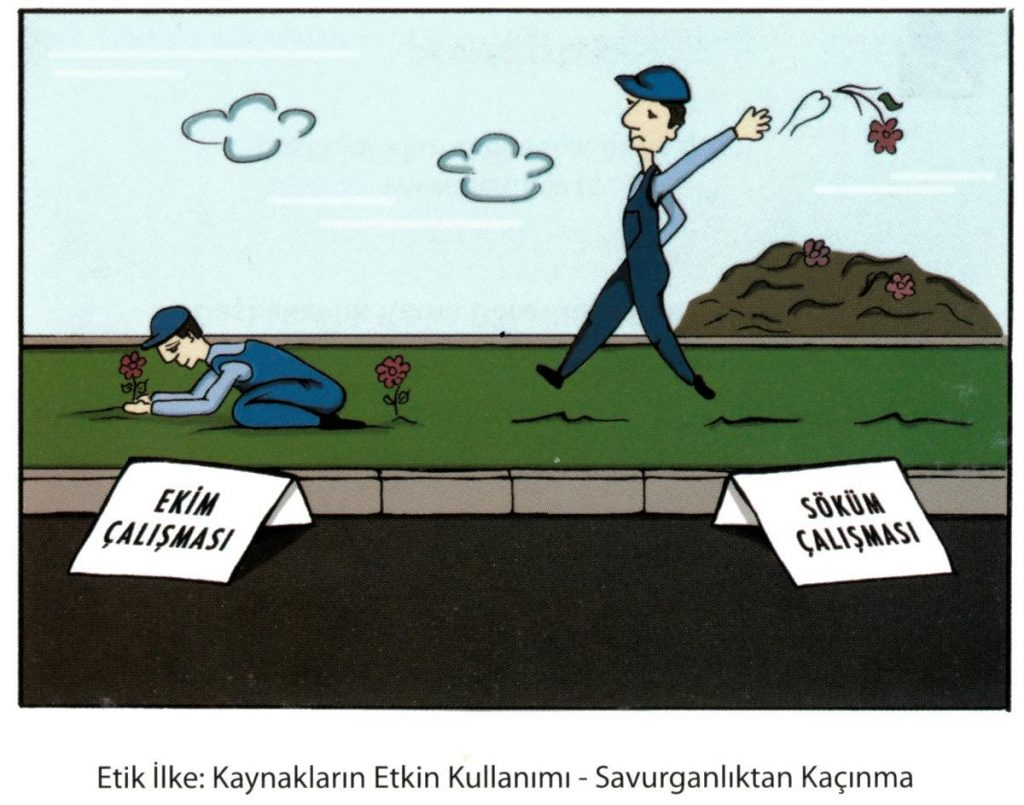 EKİM
ÇALIŞMASI
SÖKÜM
ÇALIŞMASI
Etik İlke: Kaynakların Etkin Kullanımı - Savurganlıktan Kaçınma